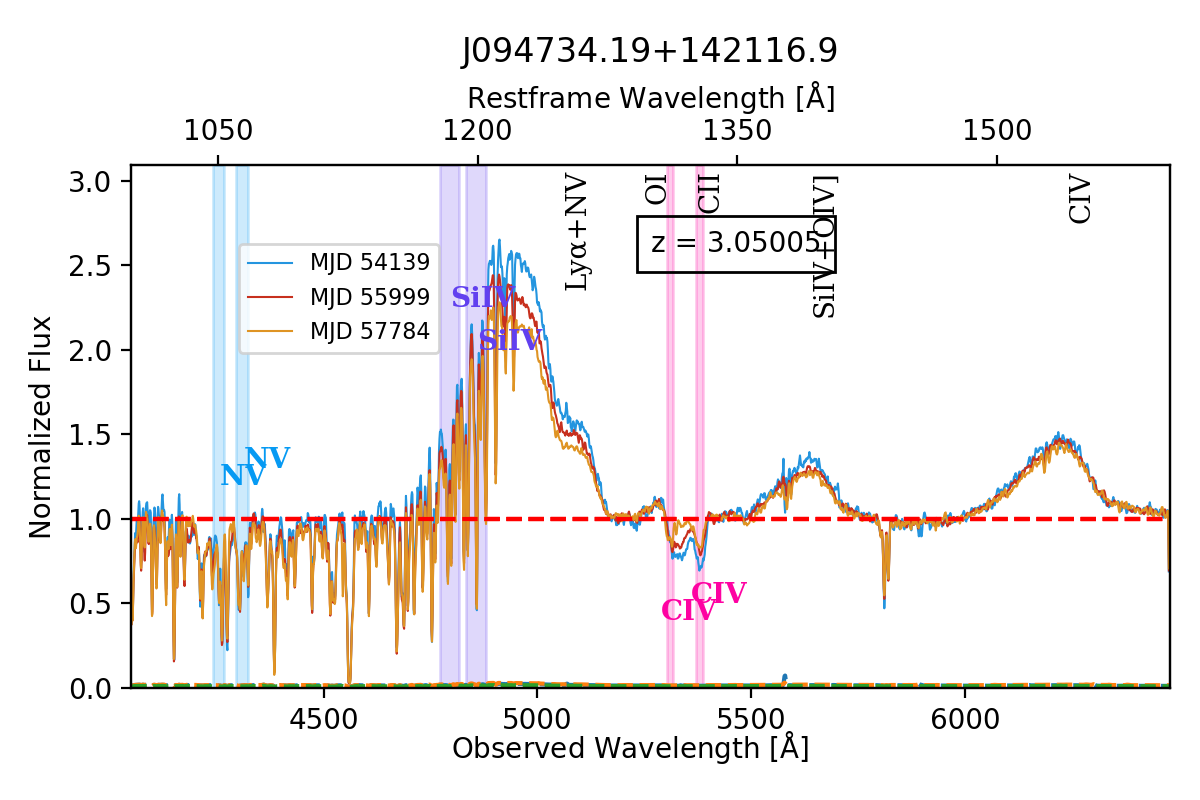 J094734.19+142116.9
Restframe Wavelength [Å]
1050 1200 1350 1500
3.0
2.5
2.0
1.5
1.0
0.5
0.0
Normalized Flux
MJD 54139
MJD 55999
MJD 57784
z = 3.05005
Lyα+NV
OI
CII
SiIV+OIV]
CIV
SiIV
SiIV
NV
NV
CIV
CIV
4500 5000 5500 6000
Observed Wavelength [Å]